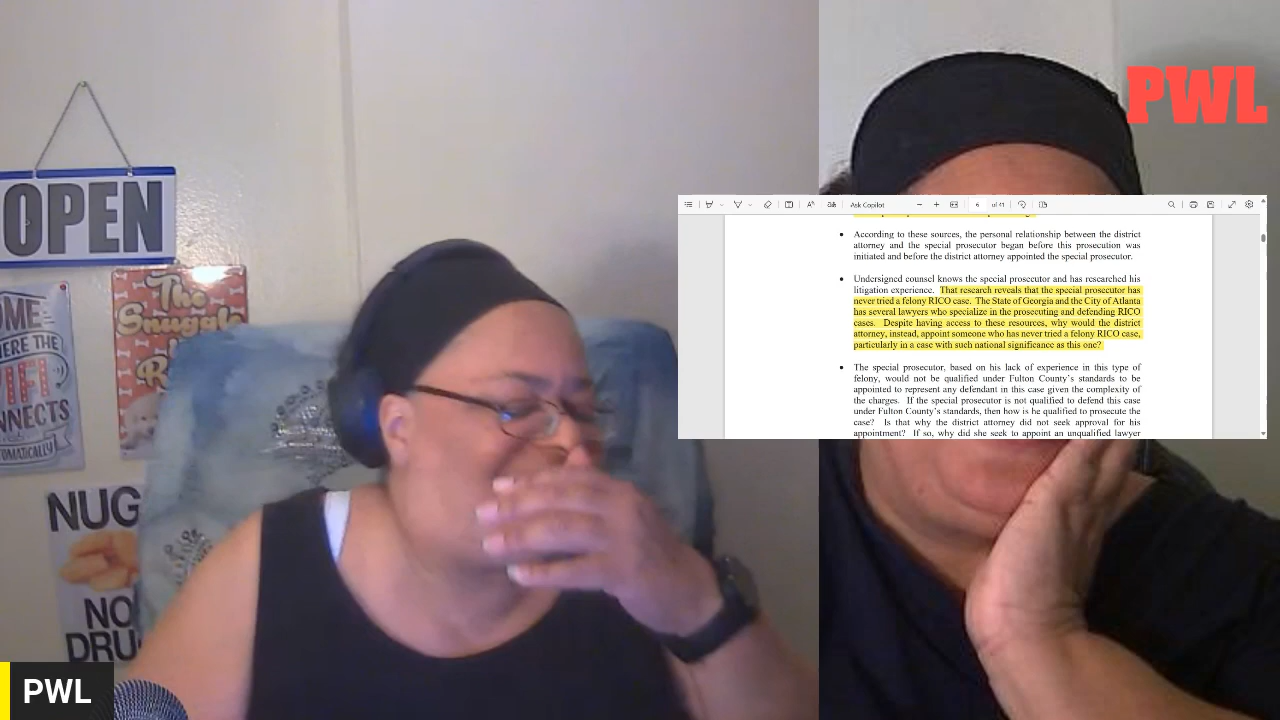 OPEN
The
Snuggle
R
OME
ERE THE
IFI
NNECTS
AUTOMATICALLY
NUG
NO
DRU
PWL
PWL
Ask Copilot
6 of 41
According to these sources, the personal relationship between the district
attorney and the special prosecutor began before this prosecution was
initiated and before the district attorney appointed the special prosecutor.
Undersigned counsel knows the special prosecutor and has researched his
litigation experience. That research reveals that the special prosecutor has
never tried a felony RICO case. The State of Georgia and the City of Atlanta
has several lawyers who specialize in the prosecuting and defending RICO
cases. Despite having access to these resources, why would the district
attorney, instead, appoint someone who has never tried a felony RICO case,
particularly in a case with such national significance as this one?
The special prosecutor, based on his lack of experience in this type of
felony, would not be qualified under Fulton County's standards to be
appointed to represent any defendant in this case given the complexity of
the charges. If the special prosecutor is not qualified to defend this case
under Fulton County's standards, then how is he qualified to prosecute the
case? Is that why the district attorney did not seek approval for his
appointment? If so, why did she seek to appoint an unqualified lawyer